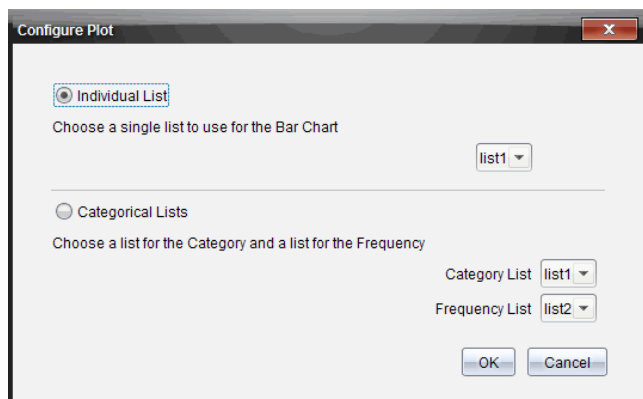 Configure Plot
x
Individual List
Choose a single list to use for the Bar Chart
list1
Categorical Lists
Choose a list for the Category and a list for the Frequency
Category List list1
Frequency List list2
OK Cancel